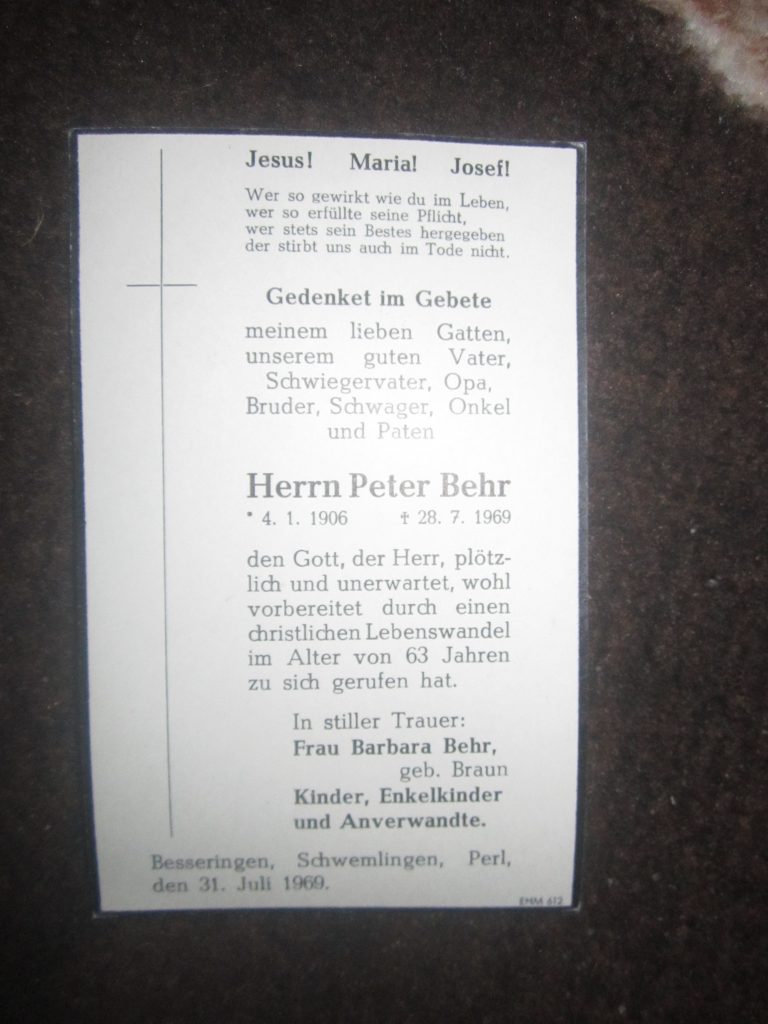 Jesus! Maria! Josef!
Wer so gewirkt wie du im Leben,
wer so erfüllte seine Pflicht,
wer stets sein Bestes hergegeben
der stirbt uns auch im Tode nicht.
Gedenket im Gebete
meinem lieben Gatten,
unserem guten Vater,
Schwiegervater, Opa,
Bruder, Schwager, Onkel
und Paten
Herrn Peter Behr
* 4. 1. 1906 † 28. 7. 1969
den Gott, der Herr, plötz-
lich und unerwartet, wohl
vorbereitet durch einen
christlichen Lebenswandel
im Alter von 63 Jahren
zu sich gerufen hat.
In stiller Trauer:
Frau Barbara Behr,
geb. Braun
Kinder, Enkelkinder
und Anverwandte.
Besseringen, Schwemlingen, Perl,
den 31. Juli 1969.
EHM 612